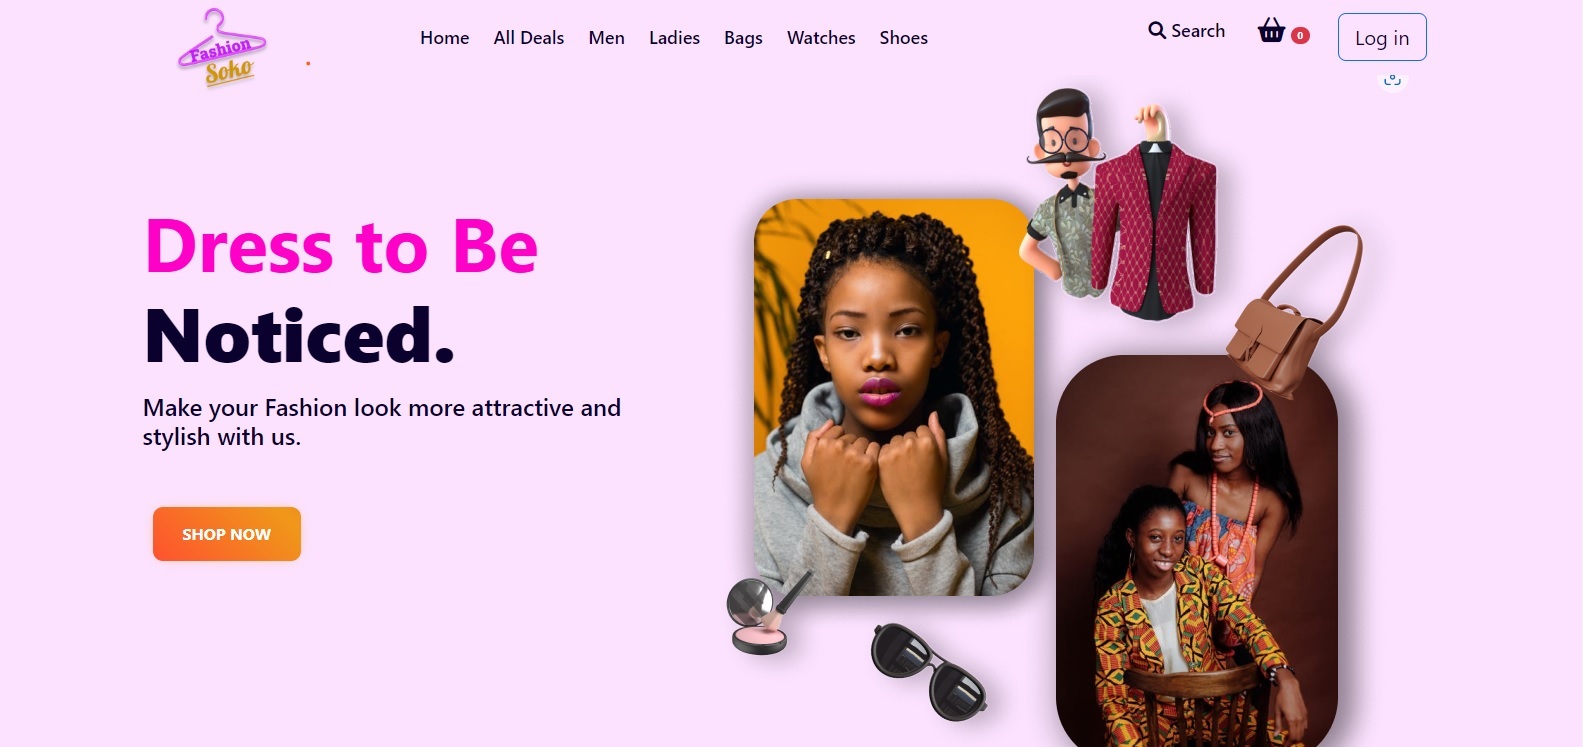 Fashion
Soko
Home All Deals Men Ladies Bags Watches Shoes
Search
0
Log in
Dress to Be
Noticed.
Make your Fashion look more attractive and
stylish with us.
SHOP NOW